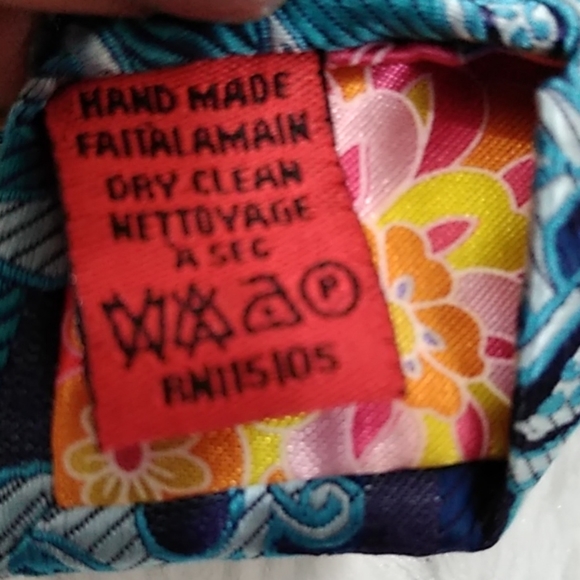 HAND MADE
FAIT A LA MAIN
DRY CLEAN
NETTOYAGE
A SEC
P
RN115105